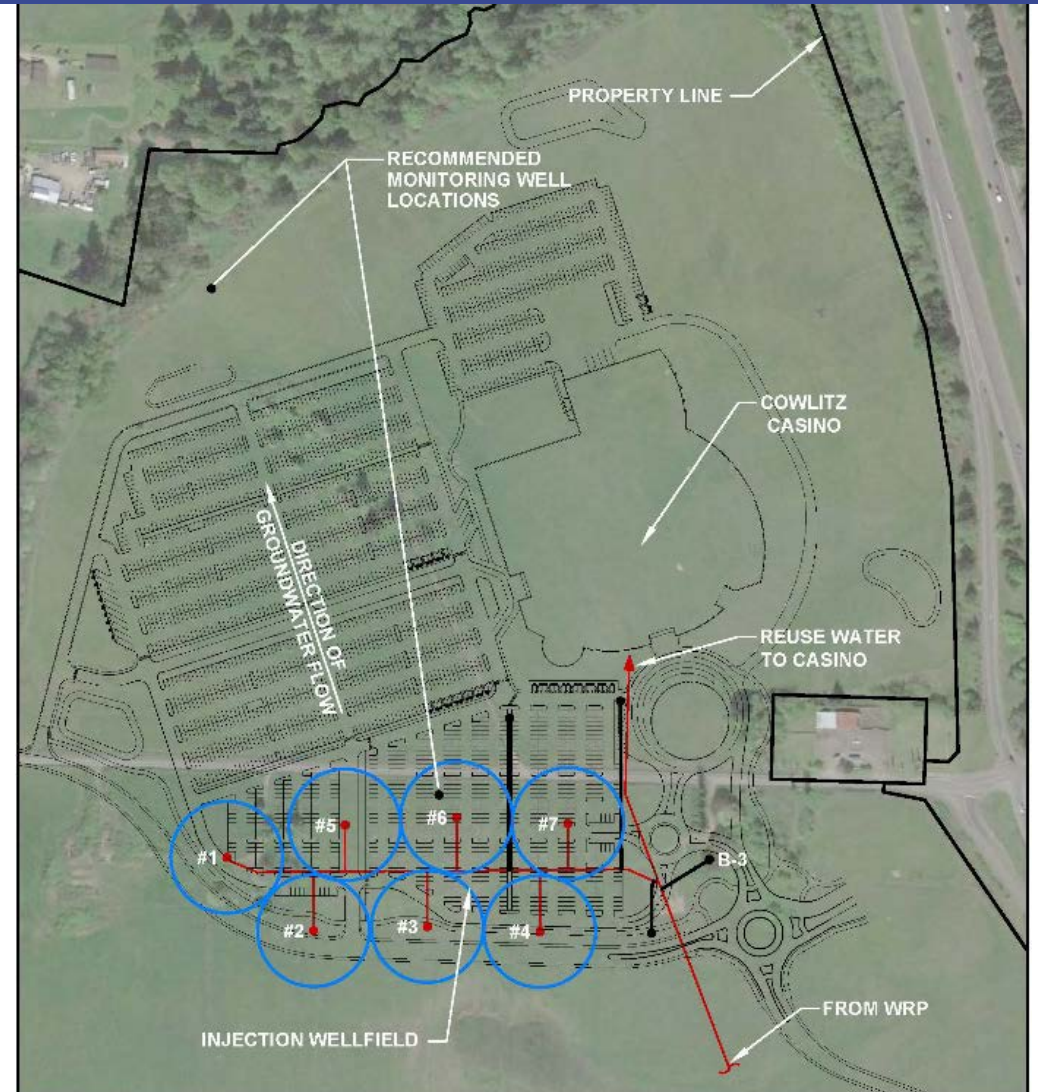 PROPERTY LINE
RECOMMENDED
MONITORING WELL
LOCATIONS
COWLITZ
CASINO
DIRECTION OF
GROUNDWATER FLOW
REUSE WATER
TO CASINO
#5
#6
#7
#1
B-3
#2
#3
#4
FROM WRP
INJECTION WELLFIELD